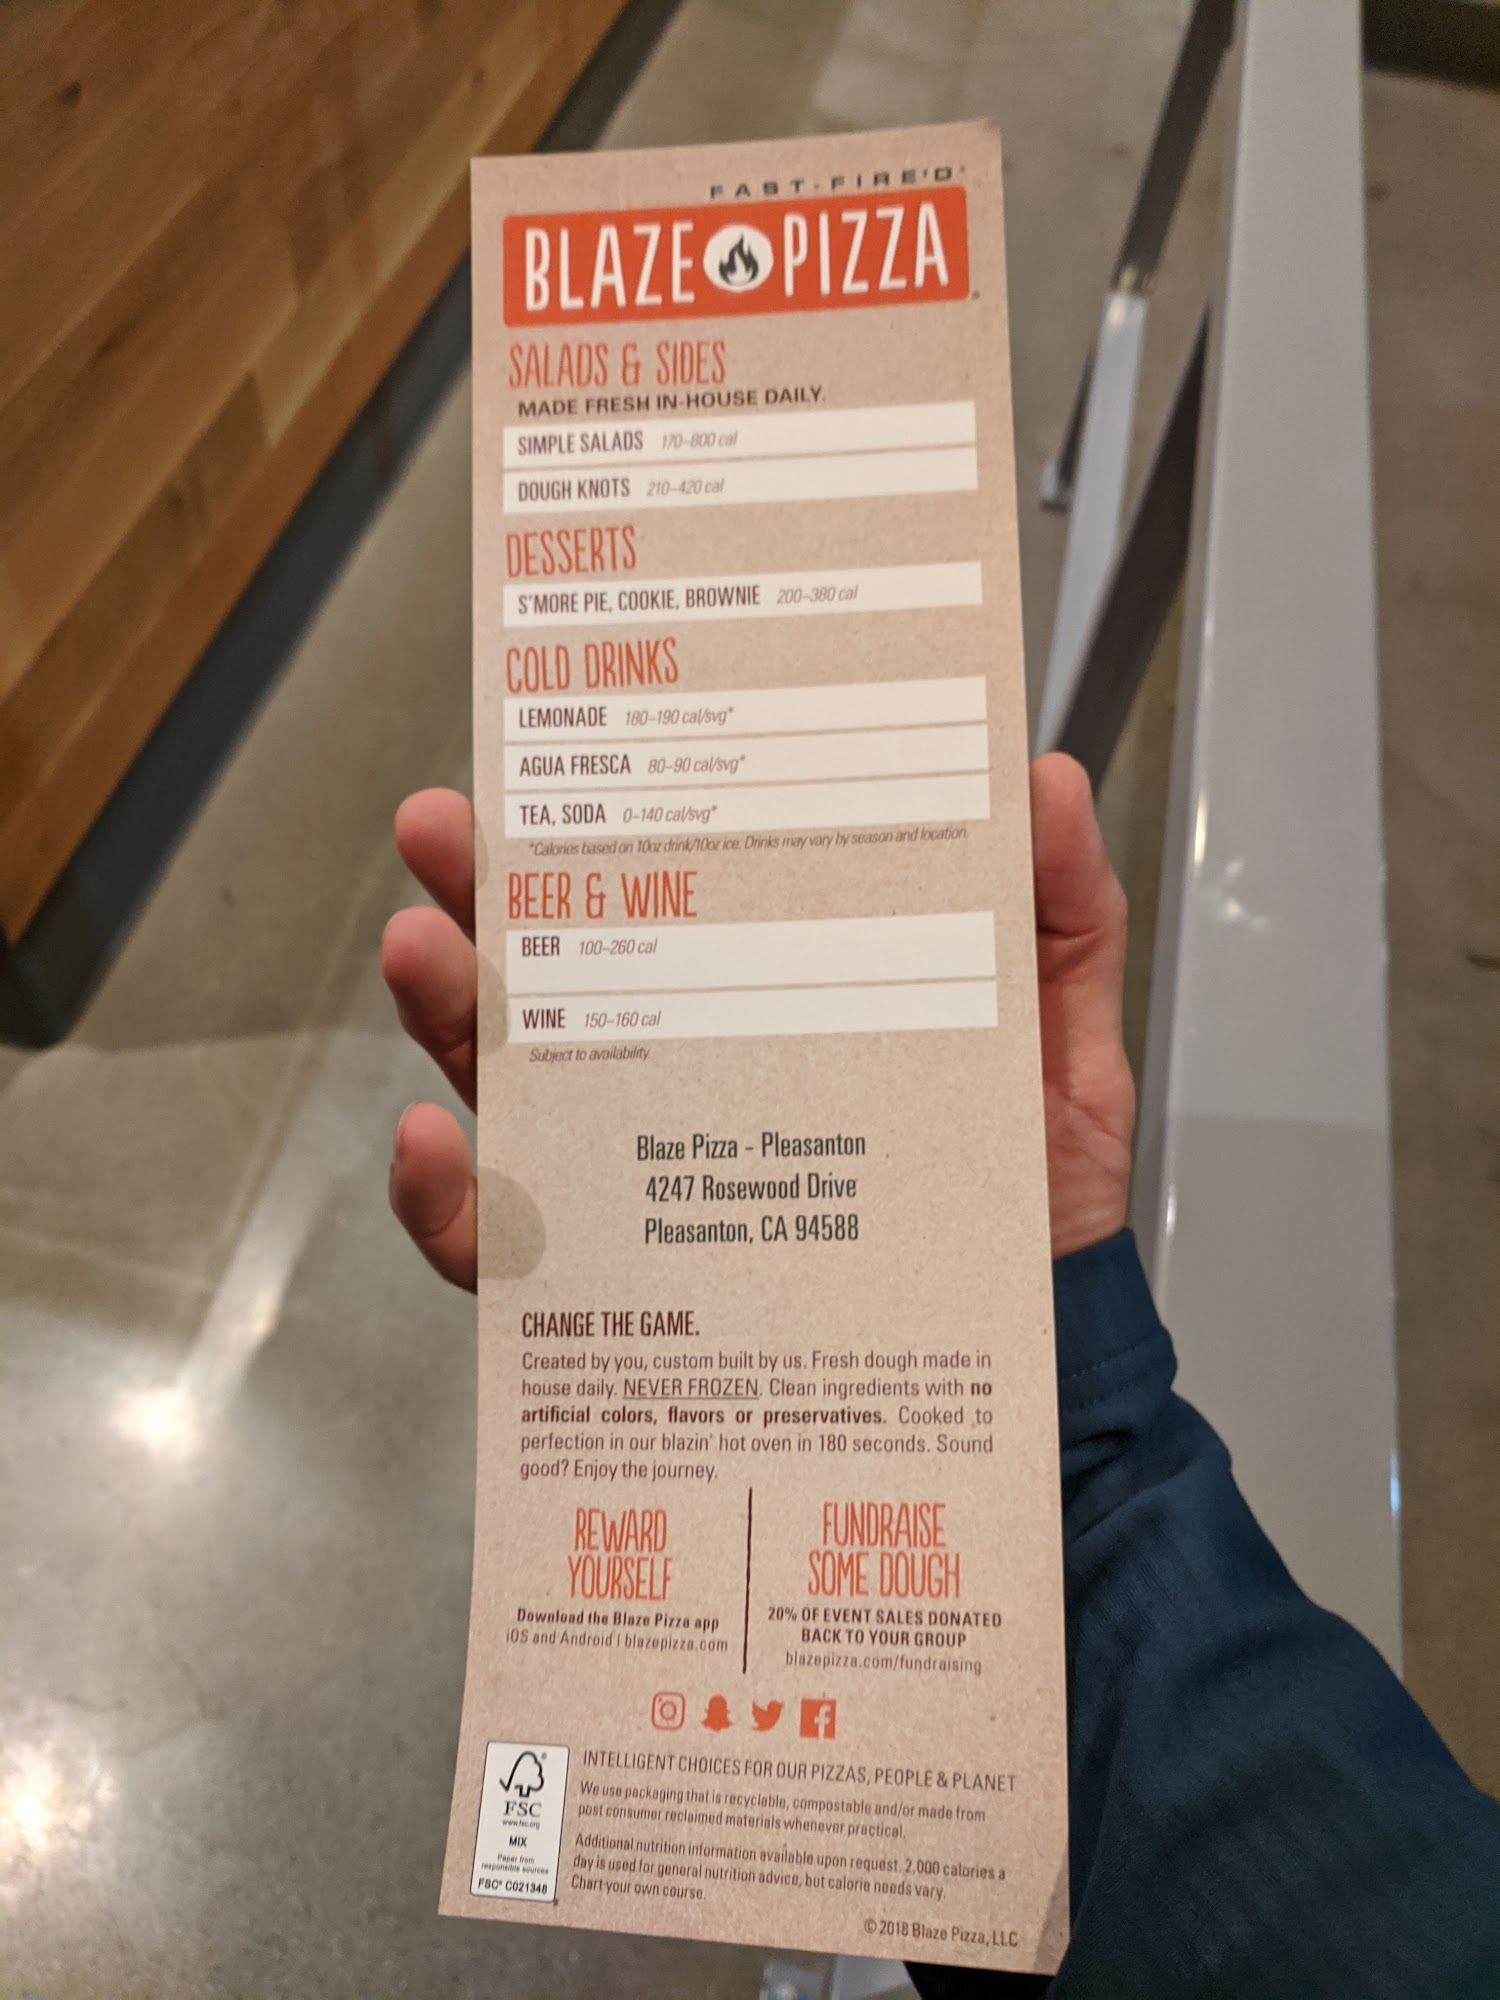 FAST-FIRE'D
BLAZE PIZZA
SALADS & SIDES
MADE FRESH IN-HOUSE DAILY.
SIMPLE SALADS 170-800 cal
DOUGH KNOTS 210-420 cal
DESSERTS
S'MORE PIE, COOKIE, BROWNIE 200-380 cal
COLD DRINKS
LEMONADE 180-190 cal/svg*
AGUA FRESCA 80-90 cal/svg*
TEA, SODA 0-140 cal/svg*
*Calories based on 10oz drink/10oz ice. Drinks may vary by season and location.
BEER & WINE
BEER 100-260 cal
WINE 150-160 cal
Subject to availability.
Blaze Pizza - Pleasanton
4247 Rosewood Drive
Pleasanton, CA 94588
CHANGE THE GAME.
Created by you, custom built by us. Fresh dough made in
house daily. NEVER FROZEN. Clean ingredients with no
artificial colors, flavors or preservatives. Cooked to
perfection in our blazin' hot oven in 180 seconds. Sound
good? Enjoy the journey.
REWARD
YOURSELF
Download the Blaze Pizza app
iOS and Android | blazepizza.com
FUNDRAISE
SOME DOUGH
20% OF EVENT SALES DONATED
BACK TO YOUR GROUP
blazepizza.com/fundraising
FSC
www.fsc.org
MIX
Paper from
responsible sources
FSC® C021348
INTELLIGENT CHOICES FOR OUR PIZZAS, PEOPLE & PLANET
We use packaging that is recyclable, compostable and/or made from
post consumer reclaimed materials whenever practical.
Additional nutrition information available upon request. 2,000 calories a
day is used for general nutrition advice, but calorie needs vary.
Chart your own course.
© 2018 Blaze Pizza, LLC